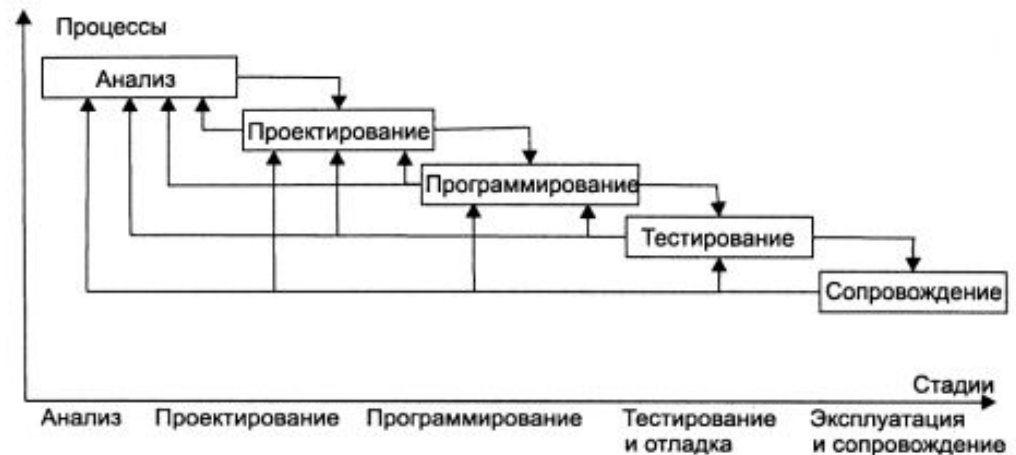 Процессы
Анализ
Проектирование
Программирование
Тестирование
Сопровождение
Стадии
Анализ Проектирование Программирование Тестирование Эксплуатация
и отладка и сопровождение